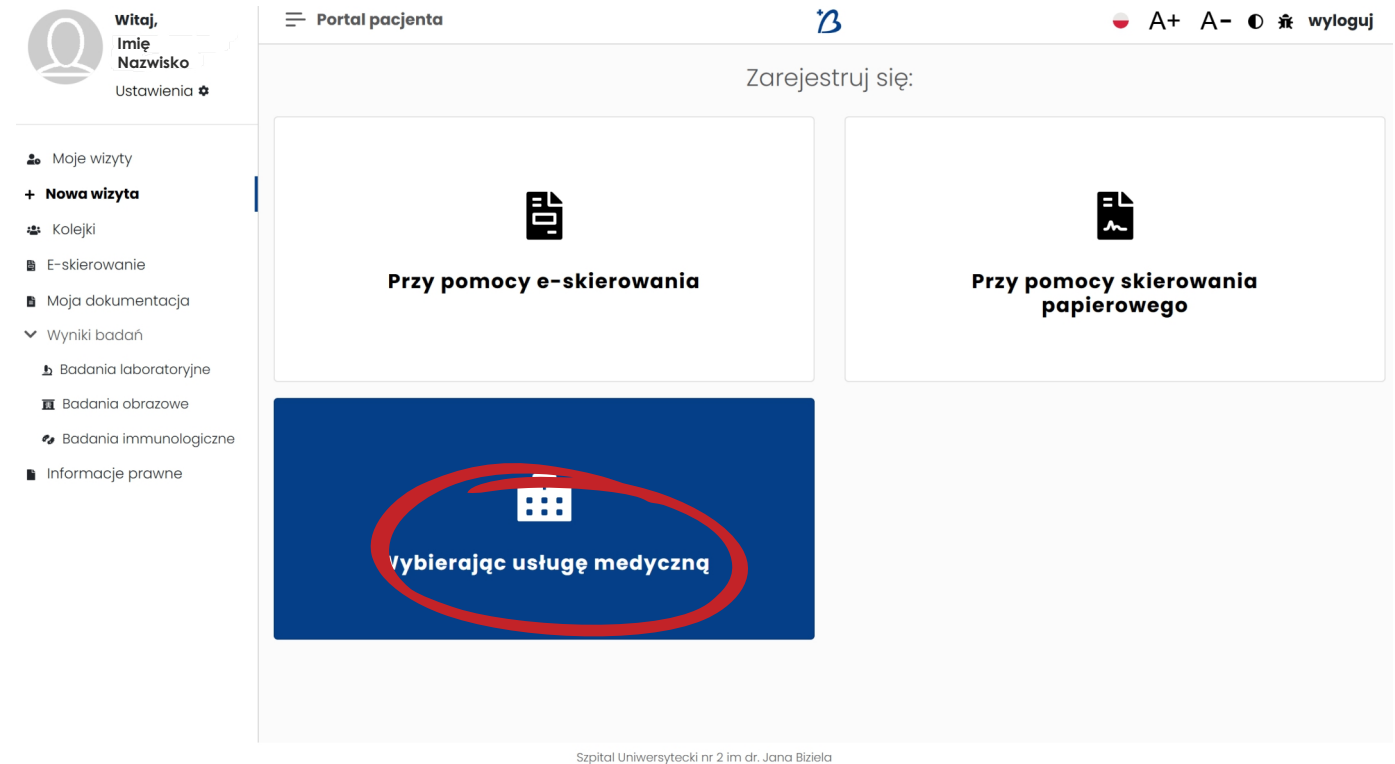 Witaj,
Imię
Nazwisko
Ustawienia
Moje wizyty
Nowa wizyta
Kolejki
E-skierowanie
Moja dokumentacja
Wyniki badań
Badania laboratoryjne
Badania obrazowe
Badania immunologiczne
Informacje prawne
Portal pacjenta
A+ A- wyloguj
Zarejestruj się:
Przy pomocy e-skierowania
Przy pomocy skierowania
papierowego
Wybierając usługę medyczną
Szpital Uniwersytecki nr 2 im dr. Jana Biziela